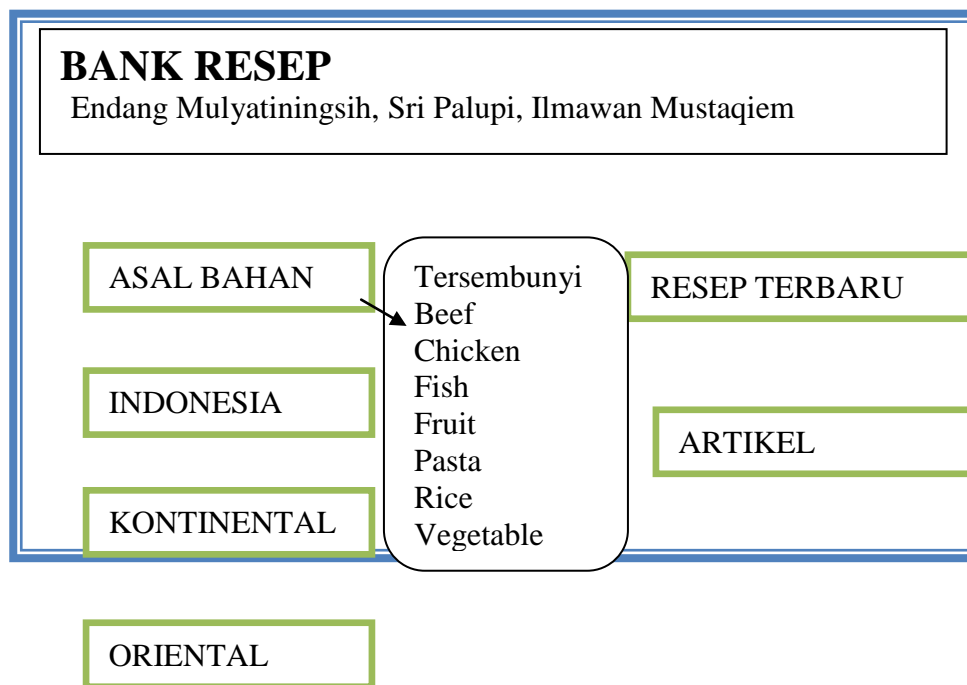 BANK RESEP
Endang Mulyatiningsih, Sri Palupi, Ilmawan Mustaqiem
ASAL BAHAN
INDONESIA
KONTINENTAL
ORIENTAL
Tersembunyi
Beef
Chicken
Fish
Fruit
Pasta
Rice
Vegetable
RESEP TERBARU
ARTIKEL